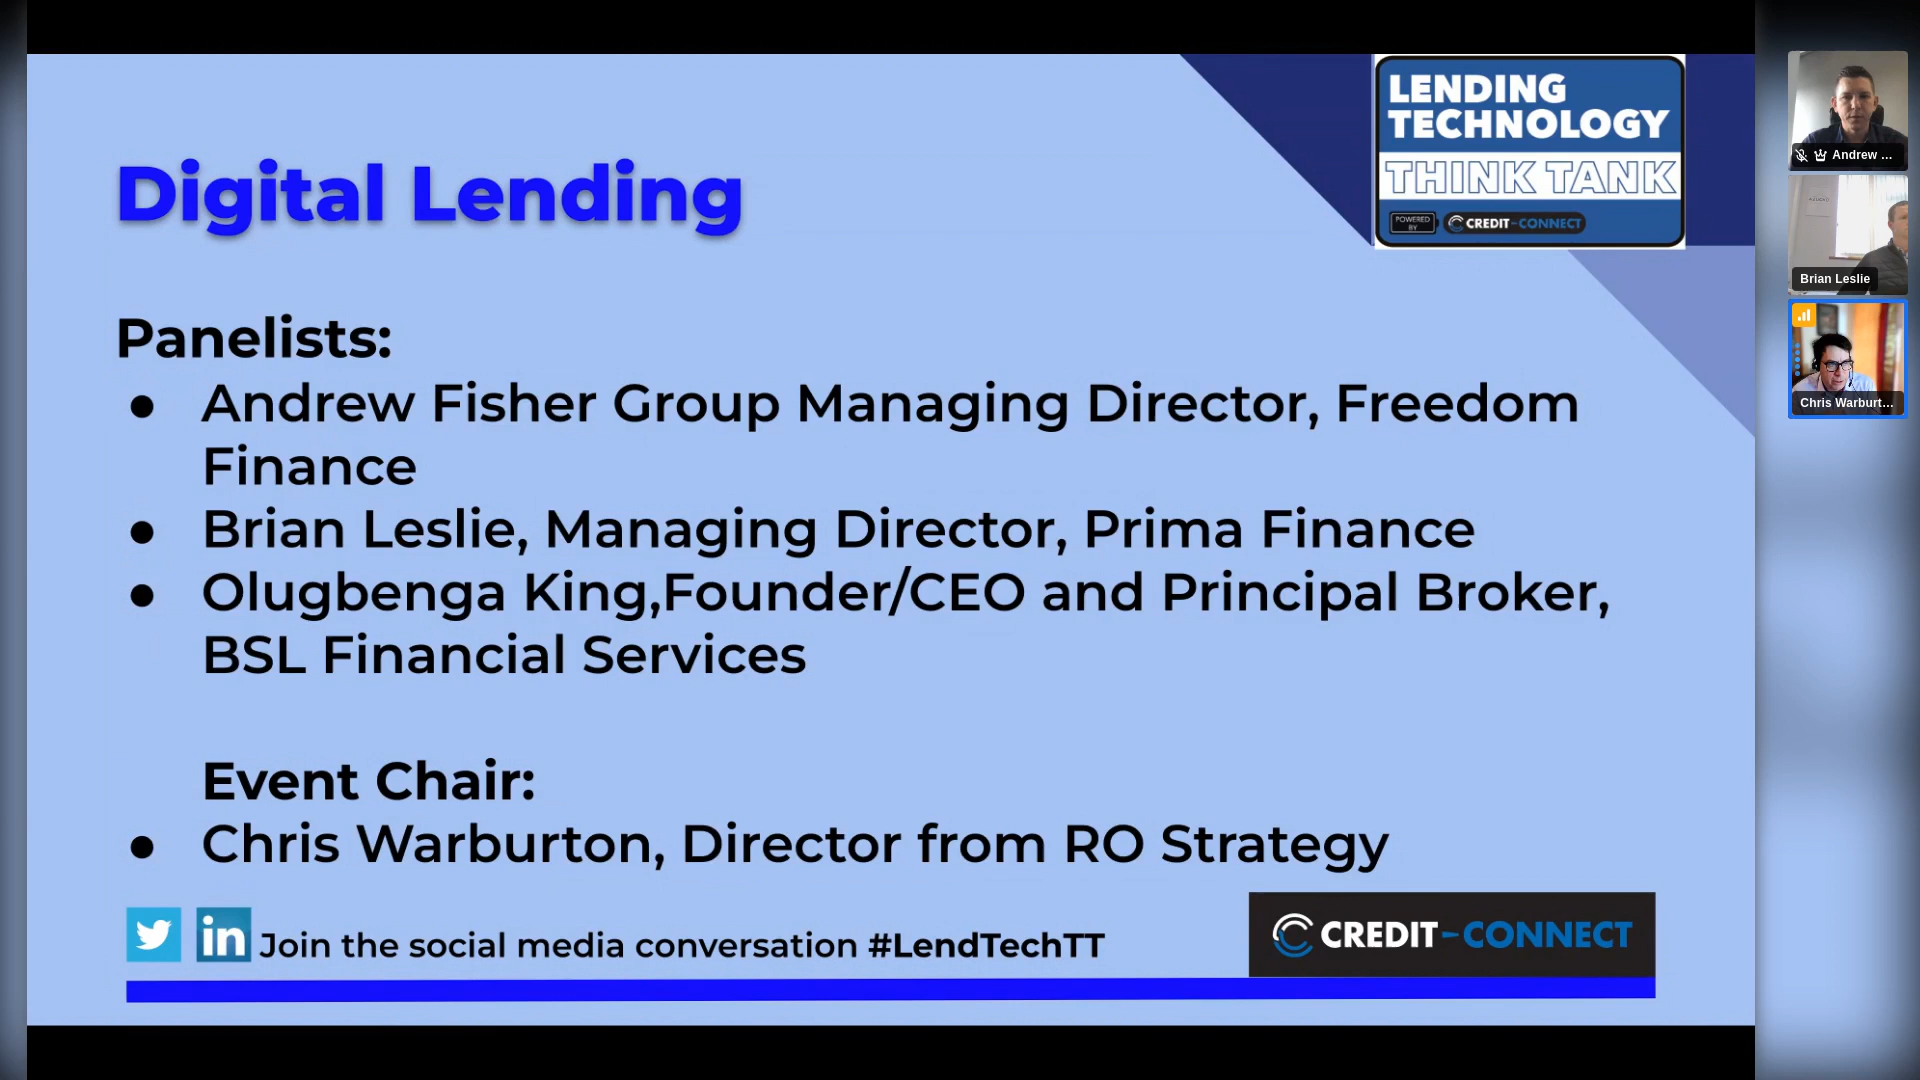 LENDING
TECHNOLOGY
THINK TANK
POWERED
BY
CREDIT-CONNECT
Digital Lending
Panelists:
● Andrew Fisher Group Managing Director, Freedom
Finance
● Brian Leslie, Managing Director, Prima Finance
● Olugbenga King,Founder/CEO and Principal Broker,
BSL Financial Services
Event Chair:
● Chris Warburton, Director from RO Strategy
in Join the social media conversation #LendTechTT
CREDIT-CONNECT
Andrew ...
Brian Leslie
Chris Warburt...